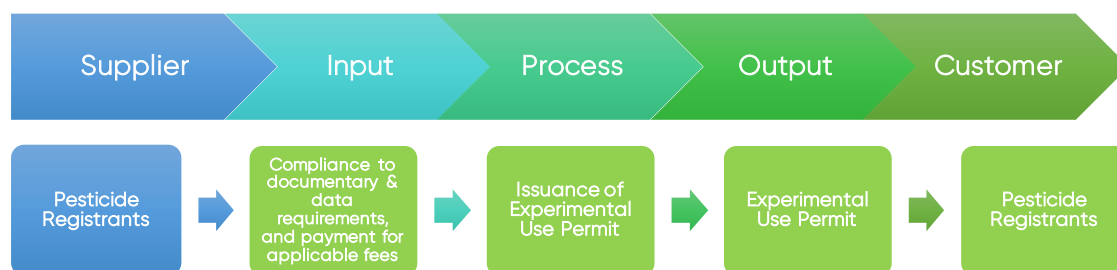 Supplier
Input
Process
Output
Customer
Pesticide
Registrants
Compliance to
documentary &
data
requirements,
and payment for
applicable fees
Issuance of
Experimental
Use Permit
Experimental
Use Permit
Pesticide
Registrants